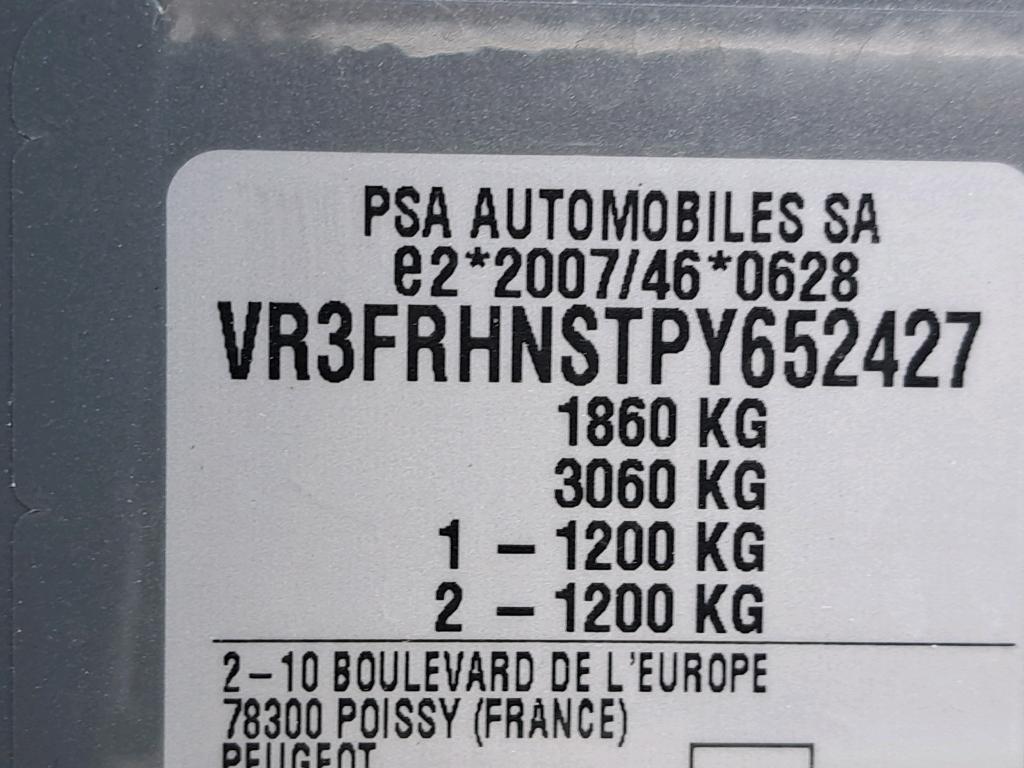 PSA AUTOMOBILES SA
e2*2007/46*0628
VR3FRHNSTPY652427
1860 KG
3060 KG
1 – 1200 KG
2 – 1200 KG
2–10 BOULEVARD DE L'EUROPE
78300 POISSY (FRANCE)
PEUGEOT